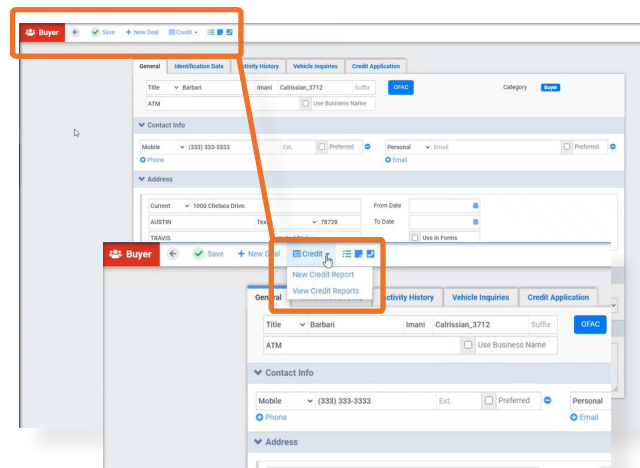 Buyer Save + New Deal Credit
General Identification Data Activity History Vehicle Inquiries Credit Application
Title Barbari Imani Calrissian_3712 Suffix OFAC Category Buyer
ATM Use Business Name
Contact Info
Mobile (333) 333-3333 Ext. Preferred Personal Email Preferred
Phone Email
Address
Current 1000 Chelsea Drive. From Date
AUSTIN 78728 To Date
TRAVIS Use in Forms
Buyer Save + New Deal Credit
New Credit Report
View Credit Reports
General Activity History Vehicle Inquiries Credit Application
Title Barbari Imani Calrissian_3712 Suffix OFAC
ATM Use Business Name
Contact Info
Mobile (333) 333-3333 Ext. Preferred Personal
Phone Email
Address